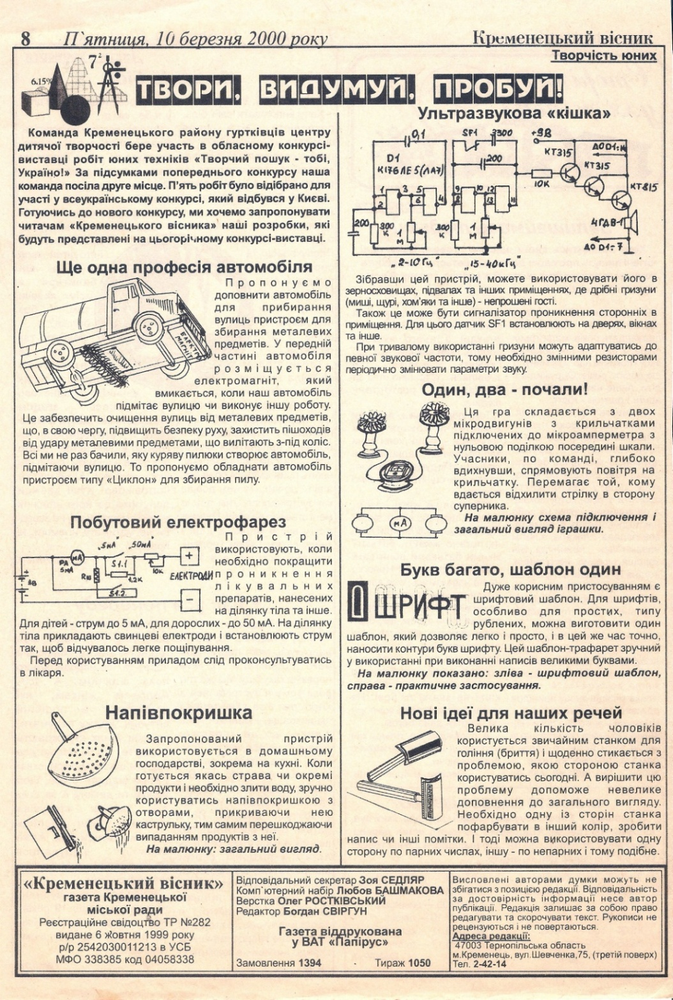 8 П`ятниця, 10 березня 2000 року
Кременецький вісник
Творчість юних
6.15%
7²
ТВОРИ, ВИДУМУЙ, ПРОБУЙ!
Команда Кременецького району гуртківців центру
дитячої творчості бере участь в обласному конкурсі-
виставці робіт юних техніків «Творчий пошук - тобі,
Україно!» За підсумками попереднього конкурсу наша
команда посіла друге місце. П’ять робіт було відібрано для
участі у всеукраїнському конкурсі, який відбувся у Києві.
Готуючись до нового конкурсу, ми хочемо запропонувати
читачам «Кременецького вісника» наші розробки, які
будуть представлені на цьогорічному конкурсі-виставці.
Ще одна професія автомобіля
ЕЛЕКТРО
МАГНІТ
Пропонуємо
доповнити автомобіль
для прибирання
вулиць пристроєм для
збирання металевих
предметів. У передній
частині автомобіля
розміщується
електромагніт, який
вмикається, коли наш автомобіль
підмітає вулицю чи виконує іншу роботу.
Це забезпечить очищення вулиць від металевих предметів,
що, в свою чергу, підвищить безпеку руху, захистить пішоходів
від удару металевими предметами, що вилітають з-під коліс.
Всі ми не раз бачили, яку куряву пилюки створює автомобіль,
підмітаючи вулицю. То пропонуємо обладнати автомобіль
пристроєм типу «Циклон» для збирання пилу.
Побутовий електрофарез
„5мА" „50мА"
РА
5мА
мА
S1.1
10к
1,2к
Rш
S1.2
3В
ЕЛЕКТРОДИ
+
−
Пристрій
використовують, коли
необхідно покращити
проникнення
лікувальних
препаратів, нанесених
на ділянку тіла та інше.
Для дітей - струм до 5 мА, для дорослих - до 50 мА. На ділянку
тіла прикладають свинцеві електроди і встановлюють струм
так, щоб відчувалось легке пощіпування.
Перед користуванням приладом слід проконсультуватись
в лікаря.
Напівпокришка
Запропонований пристрій
використовується в домашньому
господарстві, зокрема на кухні. Коли
готується якась страва чи окремі
продукти і необхідно злити воду, зручно
користуватись напівпокришкою з
отворами, прикриваючи нею
каструльку, тим самим перешкоджаючи
випаданням продуктів з неї.
На малюнку: загальний вигляд.
Ультразвукова «кішка»
0,1
SF1
3300
200
+9В
D1
К176ЛЕ5(ЛА7)
КТ315
КТ315
КТ815
ДО D1:14
10К
1 2 3 5 6 4
9 8 10 12 13 11
200
300 К
1 М
300 К
1 М
4ГДВ-1
ДО D1:7
„2-10Гц"
„15-40кГц"
Зібравши цей пристрій, можете використовувати його в
зерносховищах, підвалах та інших приміщеннях, де дрібні гризуни
(миші, щурі, хом’яки та інше) - непрошені гості.
Також це може бути сигналізатор проникнення сторонніх в
приміщення. Для цього датчик SF1 встановлюють на дверях, вікнах
та інше.
При тривалому використанні гризуни можуть адаптуватись до
певної звукової частоти, тому необхідно змінними резисторами
періодично змінювати параметри звуку.
Один, два - почали!
мА
Ця гра складається з двох
мікродвигунів з крильчатками
підключених до мікроамперметра з
нульовою поділкою посередині шкали.
Учасники, по команді, глибоко
вдихнувши, спрямовують повітря на
крильчатку. Перемагає той, кому
вдається відхилити стрілку в сторону
суперника.
На малюнку схема підключення і
загальний вигляд іграшки.
Букв багато, шаблон один
ШРИФТ
Дуже корисним пристосуванням є
шрифтовий шаблон. Для шрифтів,
особливо для простих, типу
рублених, можна виготовити один
шаблон, який дозволяє легко і просто, і в цей же час точно,
наносити контури букв шрифту. Цей шаблон-трафарет зручний
у використанні при виконанні написів великими буквами.
На малюнку показано: зліва - шрифтовий шаблон,
справа - практичне застосування.
Нові ідеї для наших речей
Велика кількість чоловіків
користується звичайним станком для
гоління (бриття) і щоденно стикається з
проблемою, якою стороною станка
користуватись сьогодні. А вирішити цю
проблему допоможе невелике
доповнення до загального вигляду.
Необхідно одну із сторін станка
пофарбувати в інший колір, зробити
напис чи інші помітки. І тоді можна використовувати одну
сторону по парних числах, іншу - по непарних і тому подібне.
«Кременецький вісник»
газета Кременецької
міської ради
Реєстраційне свідоцтво ТР №282
видане 6 жовтня 1999 року
р/р 2542030011213 в УСБ
МФО 338385 код 04058338
Відповідальний секретар Зоя СЕДЛЯР
Комп`ютерний набір Любов БАШМАКОВА
Верстка Олег РОСТКІВСЬКИЙ
Редактор Богдан СВІРГУН
Газета віддрукована
у ВАТ «Папірус»
Замовлення 1394 · Тираж 1050
Висловлені авторами думки можуть не
збігатися з позицією редакції. Відповідальність
за достовірність інформації несе автор
публікації. Редакція залишає за собою право
редагувати та скорочувати текст. Рукописи не
рецензуються і не повертаються.
Адреса редакції:
47003 Тернопільська область
м.Кременець, вул.Шевченка,75, (третій поверх)
Тел. 2-42-14